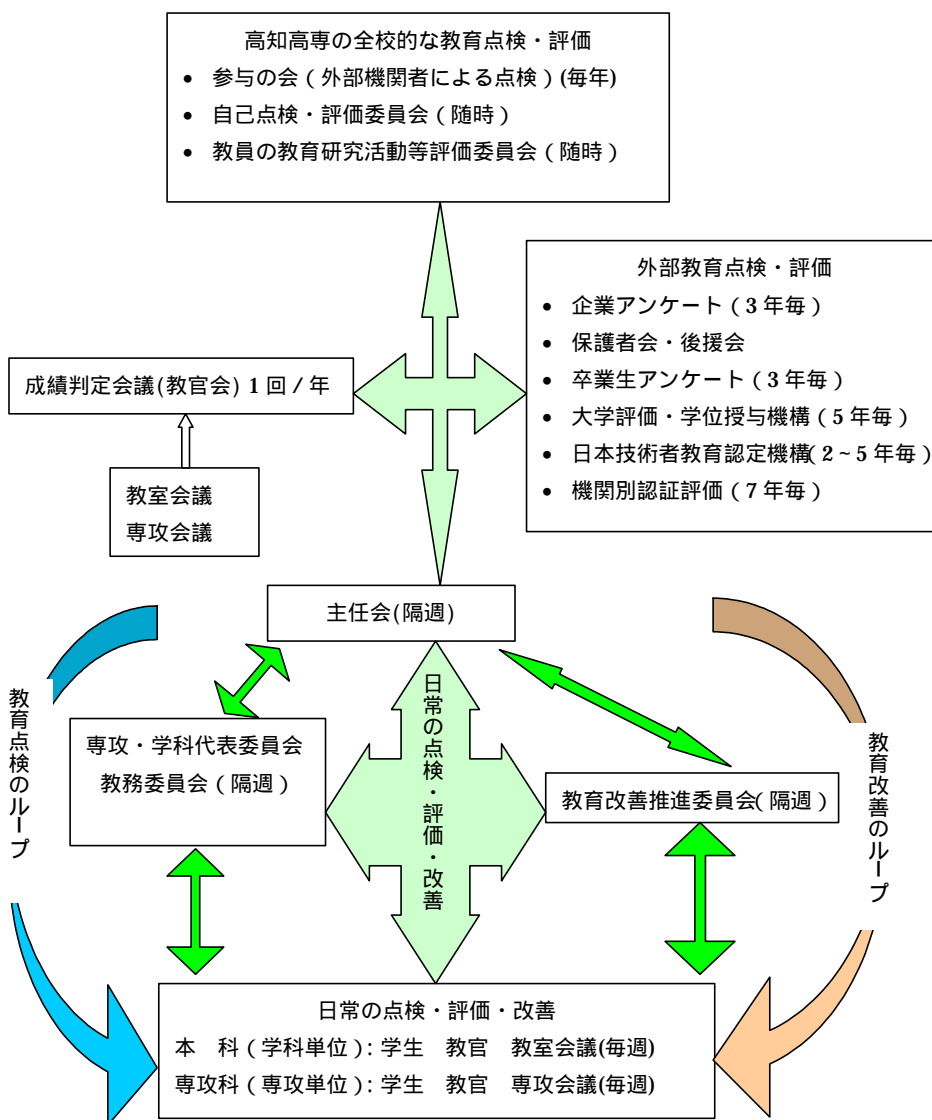 高知高専の全校的な教育点検・評価
• 参与の会（外部機関者による点検）(毎年)
• 自己点検・評価委員会（随時）
• 教員の教育研究活動等評価委員会（随時）
外部教育点検・評価
• 企業アンケート（3 年毎）
• 保護者会・後援会
• 卒業生アンケート（3 年毎）
• 大学評価・学位授与機構（5 年毎）
• 日本技術者教育認定機構（2～5 年毎）
• 機関別認証評価（7 年毎）
成績判定会議(教官会) 1 回 / 年
教室会議
専攻会議
主任会(隔週)
教育点検のループ
専攻・学科代表委員会
教務委員会（隔週）
日常の点検・評価・改善
教育改善推進委員会（隔週）
教育改善のループ
日常の点検・評価・改善
本　科（学科単位）：学生　教官　教室会議(毎週)
専攻科（専攻単位）：学生　教官　専攻会議(毎週)